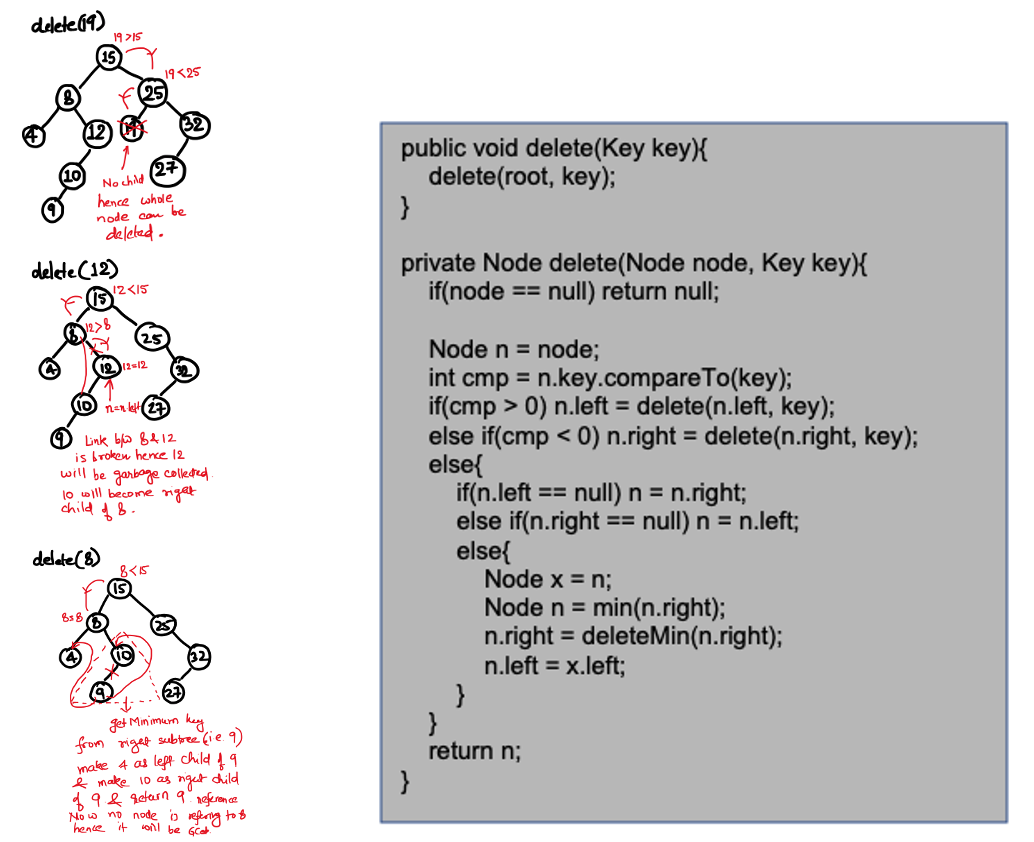 delete(19)
19>15
15
19<25
8
25
4
12
19
32
10
27
9
No child
hence whole
node can be
deleted.
delete(12)
12<15
15
8
12>8
25
4
12
12=12
32
10
n=n.left
27
9
Link b/w 8 & 12
is broken hence 12
will be garbage collected.
10 will become right
child of 8.
delete(8)
8<15
15
8=8
8
25
4
10
32
9
27
get Minimum key
from right subtree (i.e 9)
make 4 as left child of 9
& make 10 as right child
of 9 & return 9 reference
Now no node is refering to 8
hence it will be GCed.
public void delete(Key key){
delete(root, key);
}
private Node delete(Node node, Key key){
if(node == null) return null;
Node n = node;
int cmp = n.key.compareTo(key);
if(cmp > 0) n.left = delete(n.left, key);
else if(cmp < 0) n.right = delete(n.right, key);
else{
if(n.left == null) n = n.right;
else if(n.right == null) n = n.left;
else{
Node x = n;
Node n = min(n.right);
n.right = deleteMin(n.right);
n.left = x.left;
}
}
return n;
}